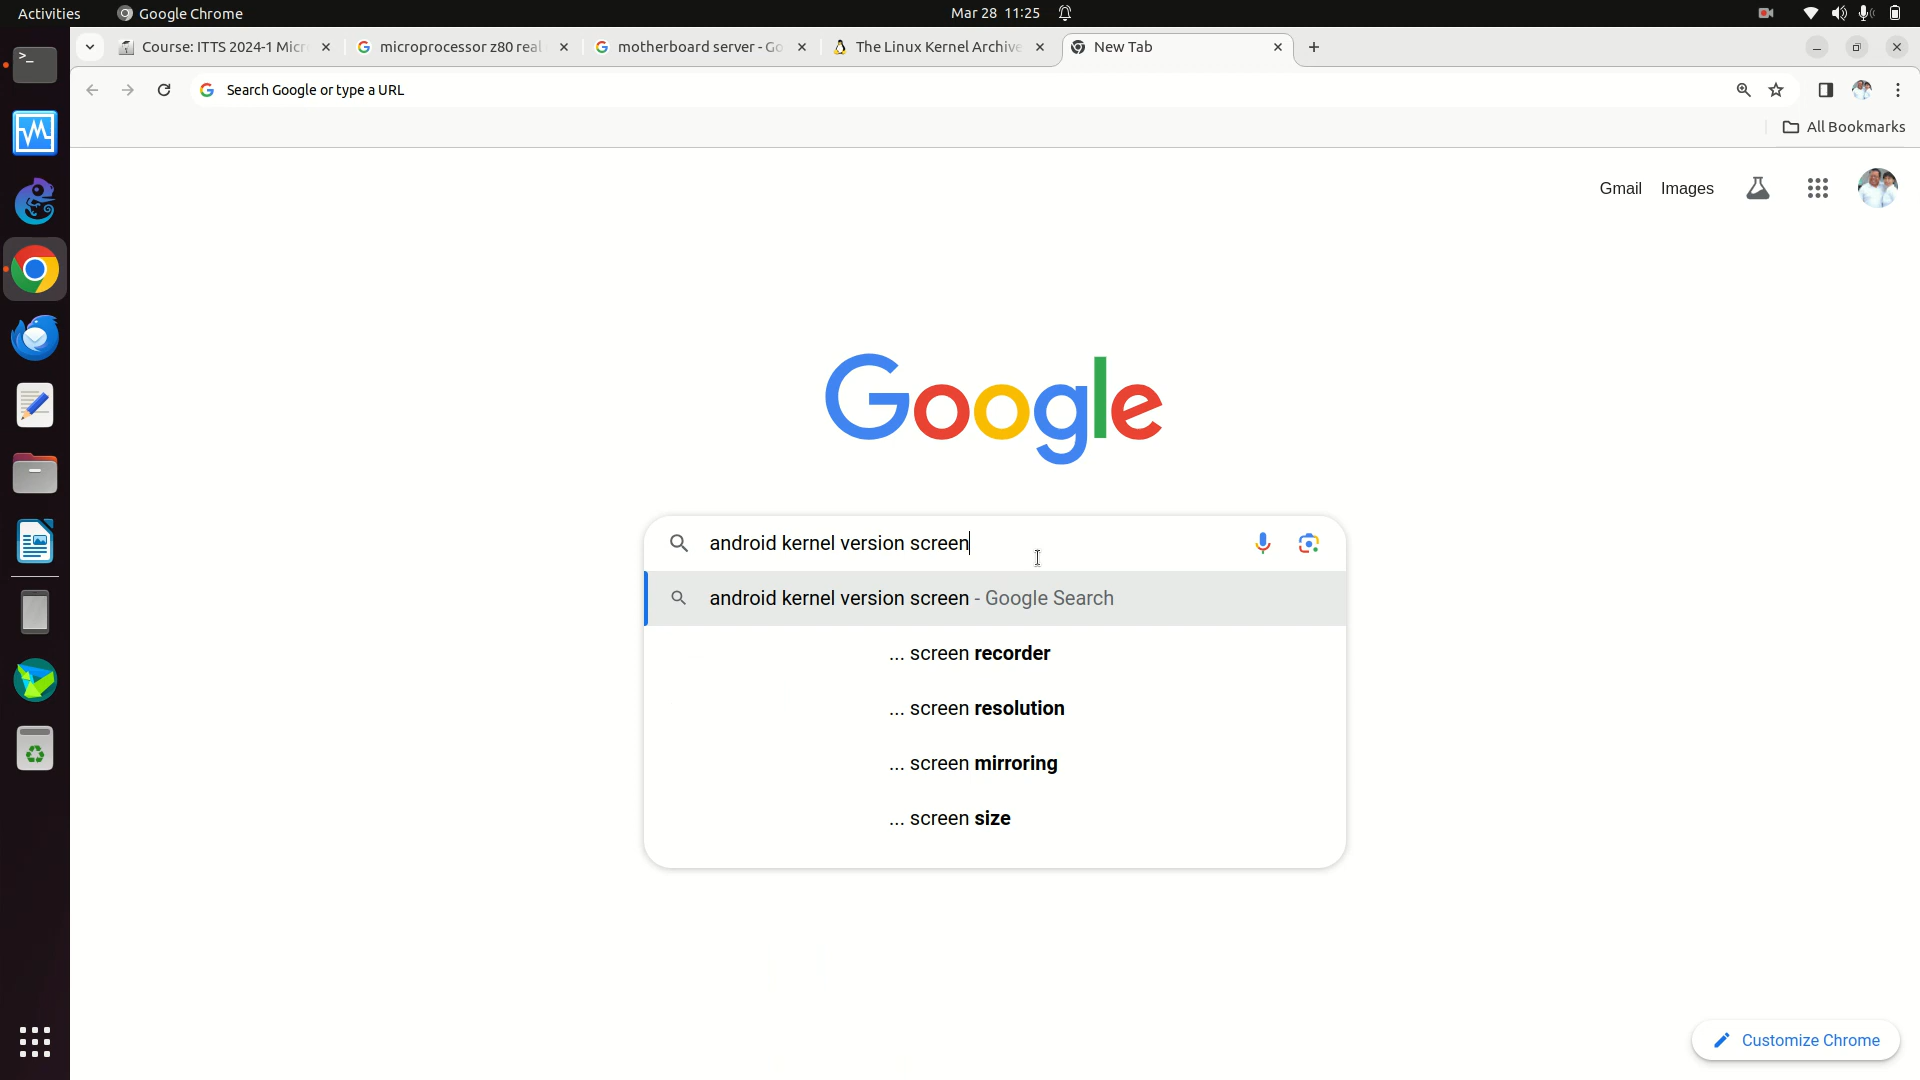 Activities
Google Chrome
Mar 28 11:25
Course: ITTS 2024-1 Micr
microprocessor z80 real
motherboard server - Go
The Linux Kernel Archive
New Tab
Search Google or type a URL
All Bookmarks
Gmail
Images
Google
android kernel version screen
android kernel version screen - Google Search
... screen recorder
... screen resolution
... screen mirroring
... screen size
Customize Chrome